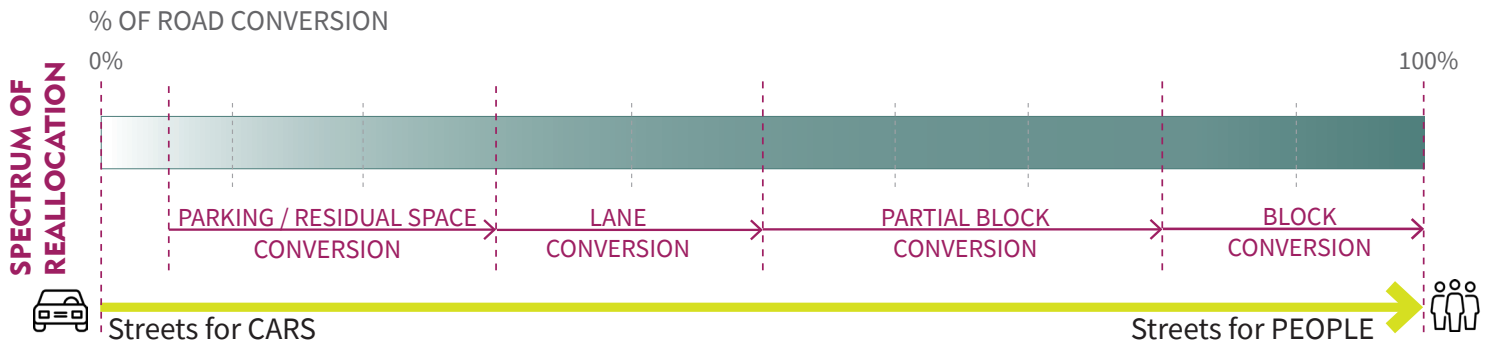 % OF ROAD CONVERSION
0%
100%
SPECTRUM OF
REALLOCATION
PARKING / RESIDUAL SPACE
CONVERSION
LANE
CONVERSION
PARTIAL BLOCK
CONVERSION
BLOCK
CONVERSION
Streets for CARS
Streets for PEOPLE